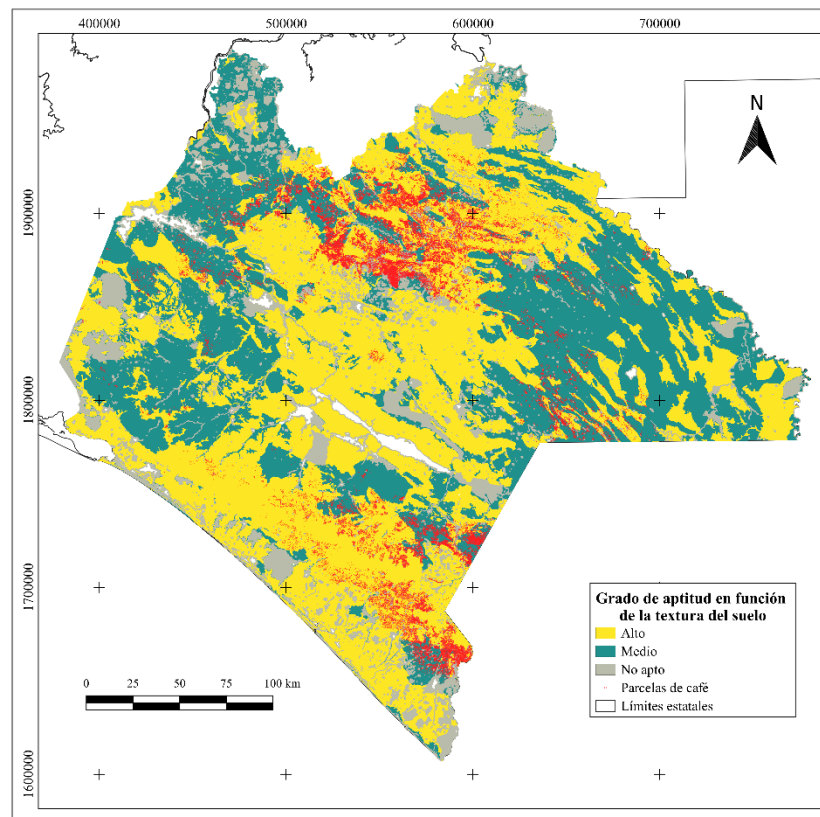 400000 500000 600000 700000
N
1900000
1800000
1700000
1600000
Grado de aptitud en función
de la textura del suelo
Alto
Medio
No apto
Parcelas de café
Límites estatales
0 25 50 75 100 km